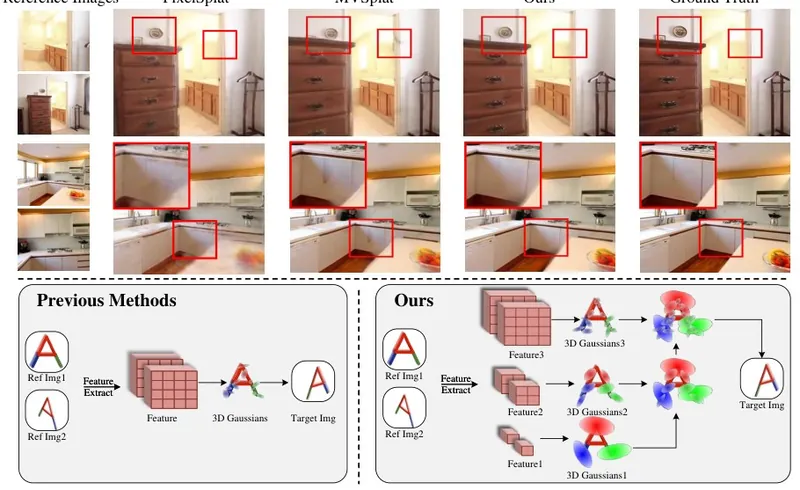 Reference Images PixelSplat MVSplat Ours Ground Truth
Previous Methods
Ref Img1
Ref Img2
Feature
Extract
Feature
3D Gaussians
Target Img
Ours
Ref Img1
Ref Img2
Feature
Extract
Feature3
3D Gaussians3
Feature2
3D Gaussians2
Feature1
3D Gaussians1
Target Img